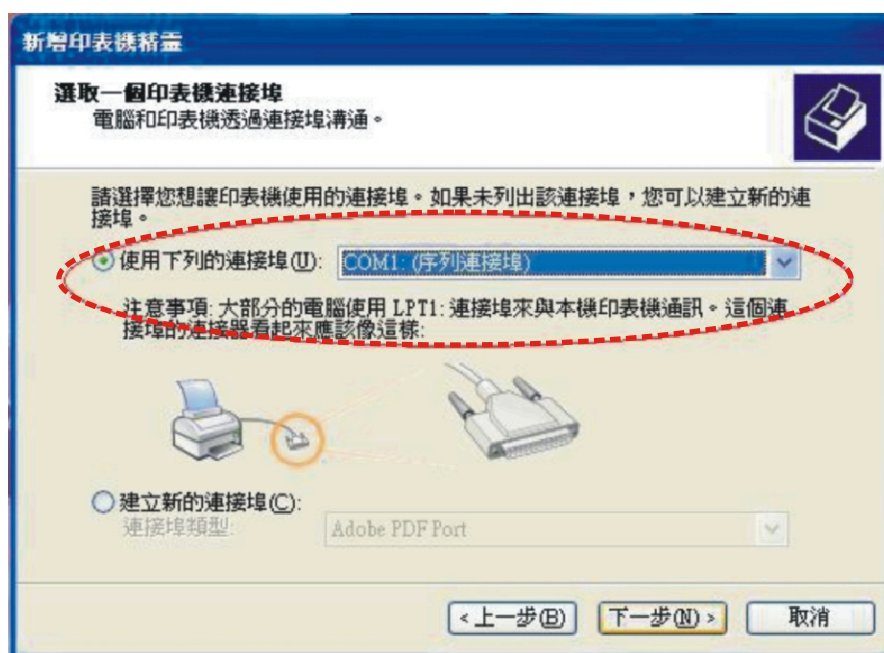 新增印表機精靈
選取一個印表機連接埠
電腦和印表機透過連接埠溝通。
請選擇您想讓印表機使用的連接埠。如果未列出該連接埠，您可以建立新的連
接埠。
使用下列的連接埠(U): COM1: (序列連接埠)
注意事項: 大部分的電腦使用 LPT1: 連接埠來與本機印表機通訊。這個連
接埠的連接器看起來應該像這樣:
建立新的連接埠(C):
連接埠類型: Adobe PDF Port
<上一步(B) 下一步(N)> 取消